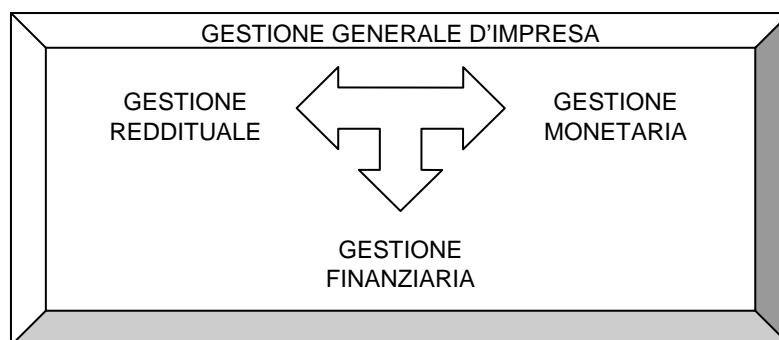 GESTIONE GENERALE D'IMPRESA
GESTIONE
REDDITUALE
GESTIONE
MONETARIA
GESTIONE
FINANZIARIA